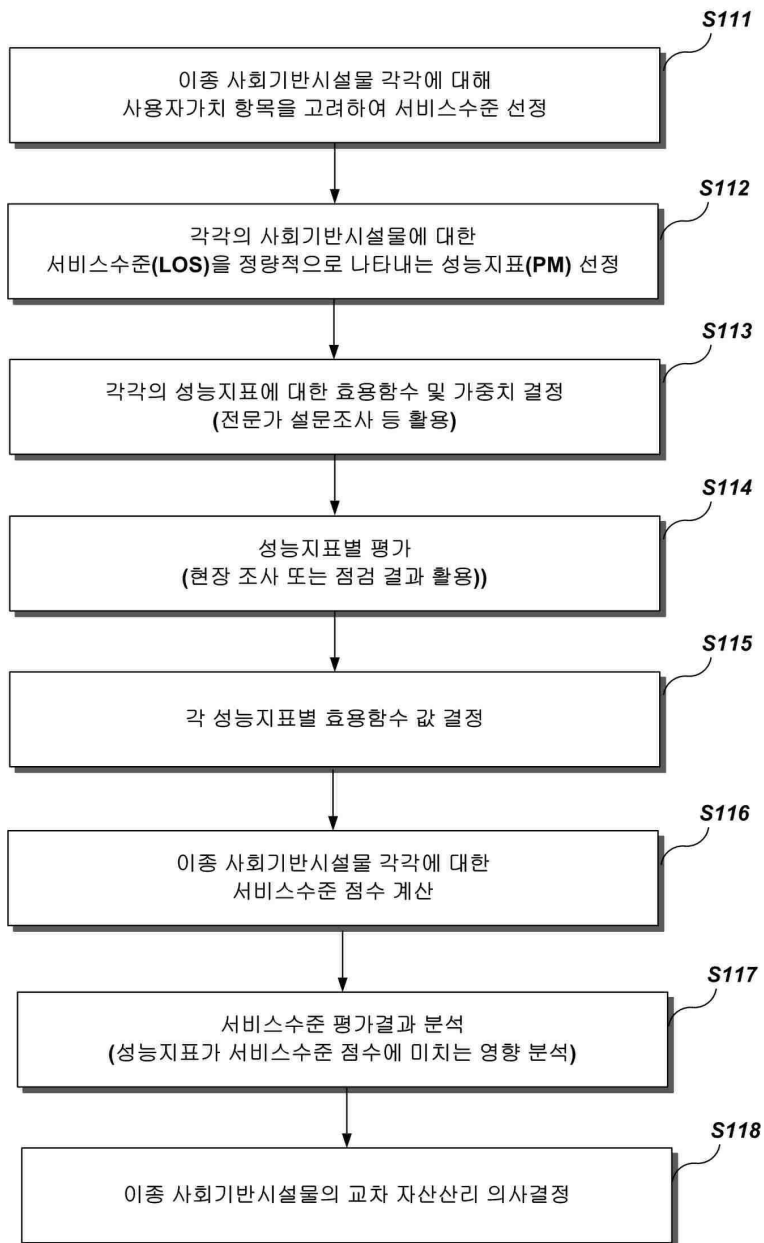 S111
이종 사회기반시설물 각각에 대해
사용자가치 항목을 고려하여 서비스수준 선정
S112
각각의 사회기반시설물에 대한
서비스수준(LOS)을 정량적으로 나타내는 성능지표(PM) 선정
S113
각각의 성능지표에 대한 효용함수 및 가중치 결정
(전문가 설문조사 등 활용)
S114
성능지표별 평가
(현장 조사 또는 점검 결과 활용))
S115
각 성능지표별 효용함수 값 결정
S116
이종 사회기반시설물 각각에 대한
서비스수준 점수 계산
S117
서비스수준 평가결과 분석
(성능지표가 서비스수준 점수에 미치는 영향 분석)
S118
이종 사회기반시설물의 교차 자산산리 의사결정